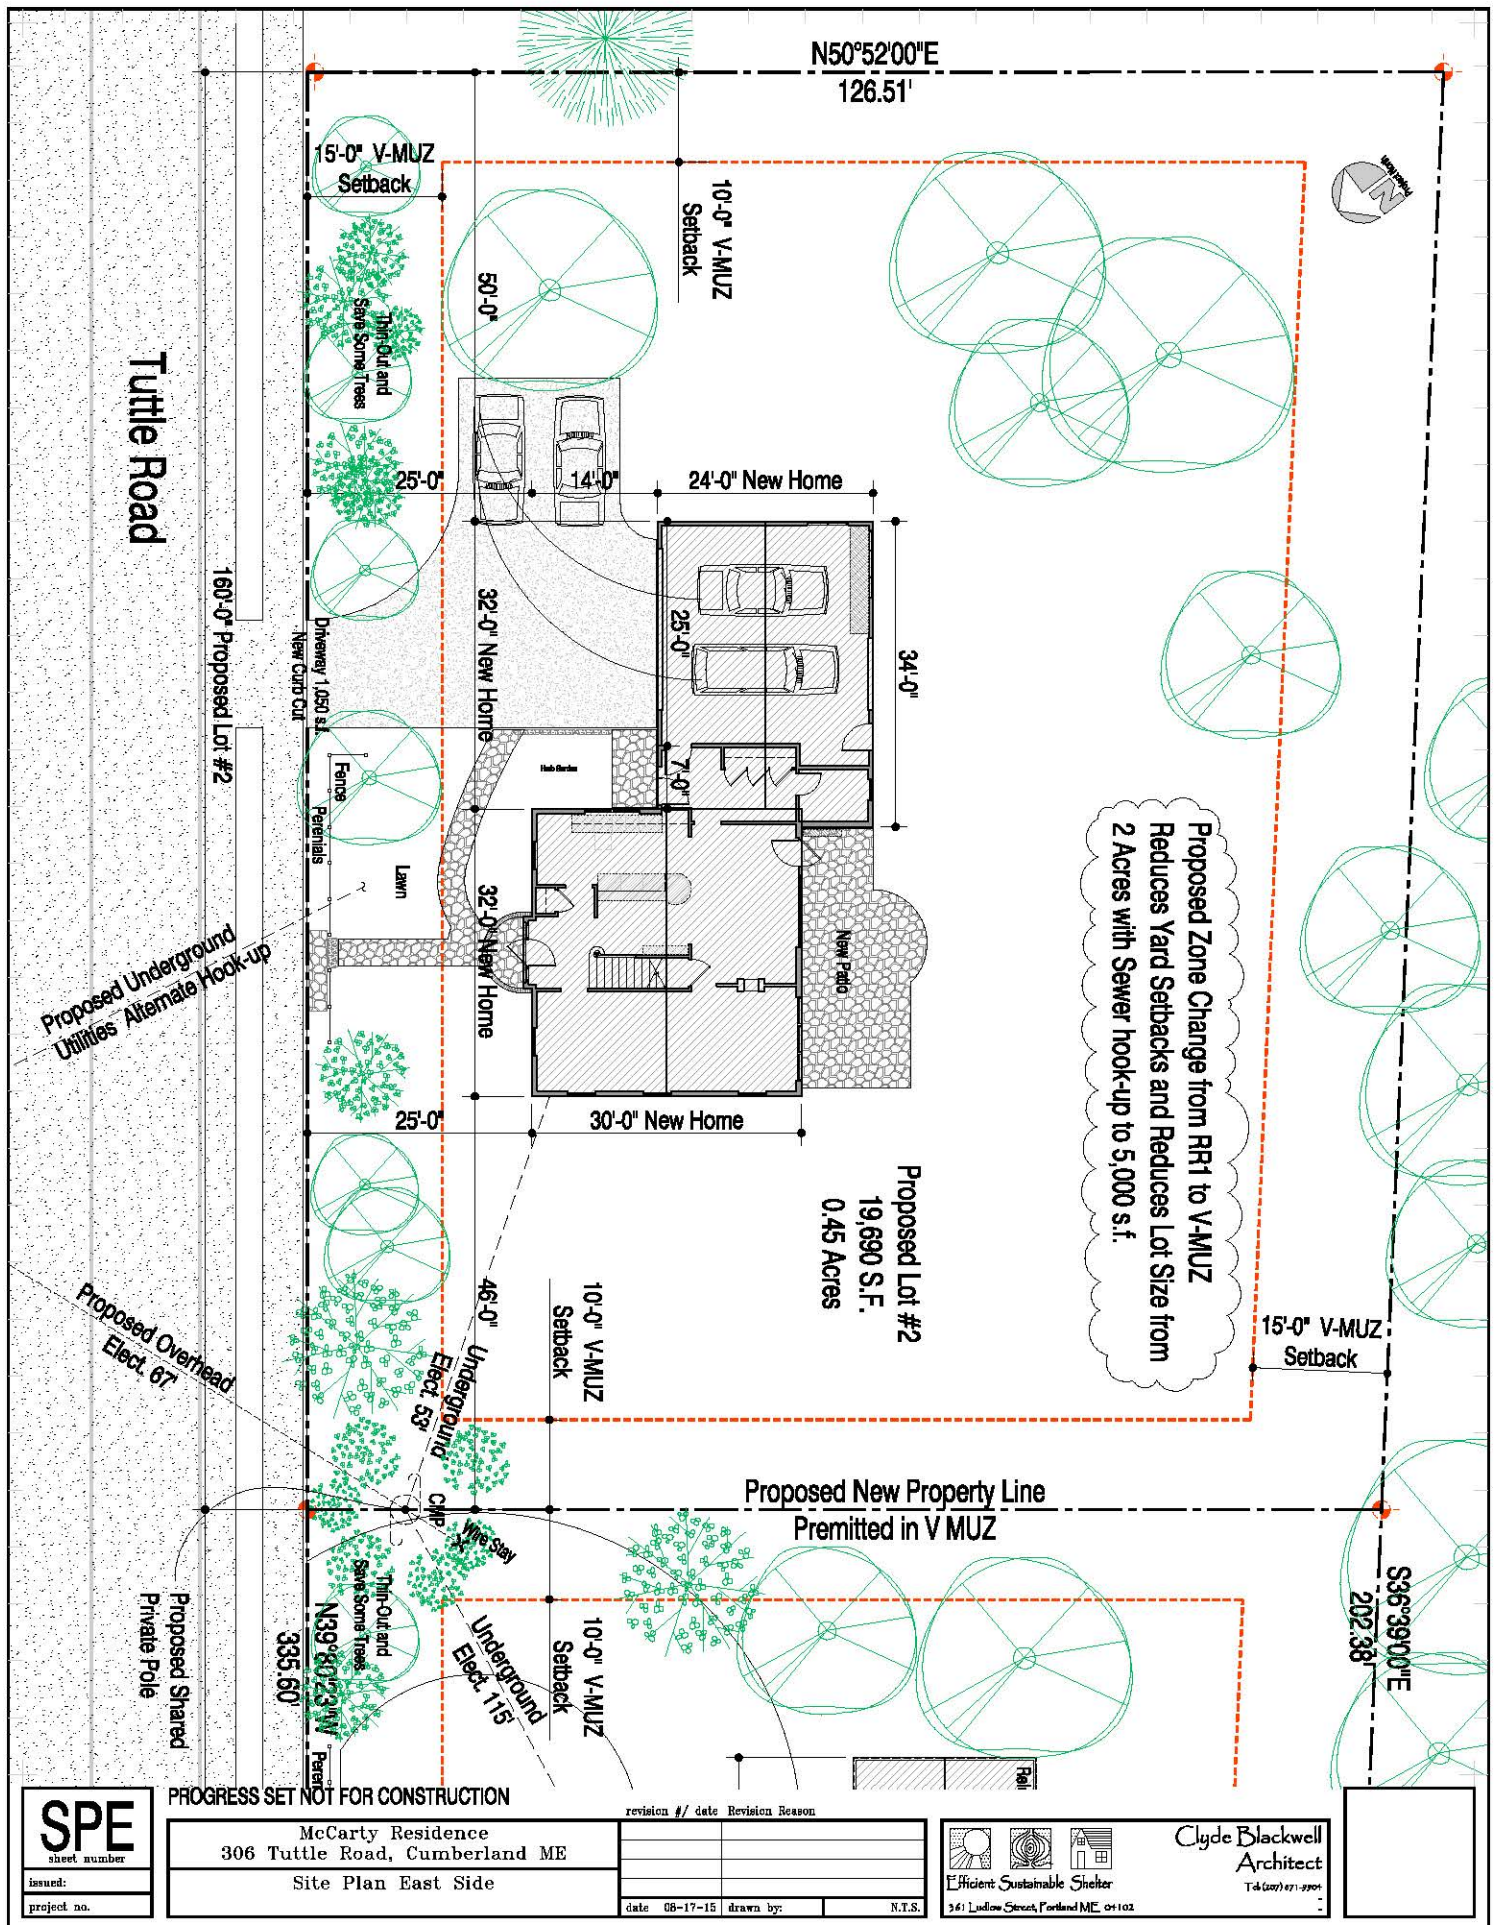 N50°52'00"E
126.51'
15'-0" V-MUZ
Setback
Project North
10'-0" V-MUZ
Setback
50'-0"
Thin-Out and
Save Some Trees
Tuttle Road
25'-0"
14'-0"
24'-0" New Home
160'-0" Proposed Lot #2
Driveway 1,050 s.f.
New Curb Cut
32'-0" New Home
25'-0"
34'-0"
7'-0"
Herb Garden
Fence
Perenials
Lawn
32'-0" New Home
New Patio
Proposed Zone Change from RR1 to V-MUZ
Reduces Yard Setbacks and Reduces Lot Size from
2 Acres with Sewer hook-up to 5,000 s.f.
Proposed Underground
Utilities Alternate Hook-up
25'-0"
30'-0" New Home
Proposed Lot #2
19,690 S.F.
0.45 Acres
46'-0"
10'-0" V-MUZ
Setback
15'-0" V-MUZ
Setback
Proposed Overhead
Elect. 67'
Underground
Elect. 53'
CMP
Wire Stay
Proposed New Property Line
Premitted in V MUZ
Thin-Out and
Save Some Trees
Proposed Shared
Private Pole
335.60'
Underground
Elect. 115'
10'-0" V-MUZ
Setback
S36°39'00"E
202.38'
Peren
Reli
PROGRESS SET NOT FOR CONSTRUCTION
SPE
sheet number
issued:
project no.
McCarty Residence
306 Tuttle Road, Cumberland ME
Site Plan East Side
revision #/ date Revision Reason
date 08-17-15 drawn by: N.T.S.
Efficient Sustainable Shelter
Clyde Blackwell
Architect
Tel (207) 871-9904
361 Ludlow Street, Portland ME 04102